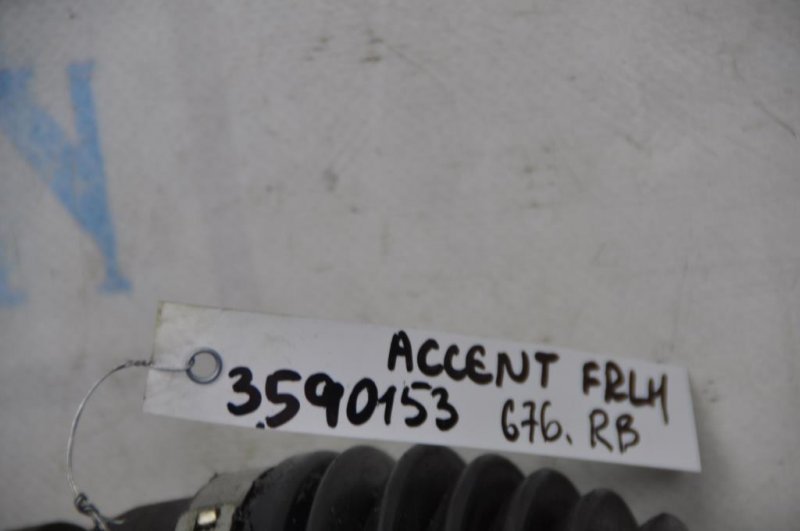 N
ACCENT FRLH
3590153 676. RB